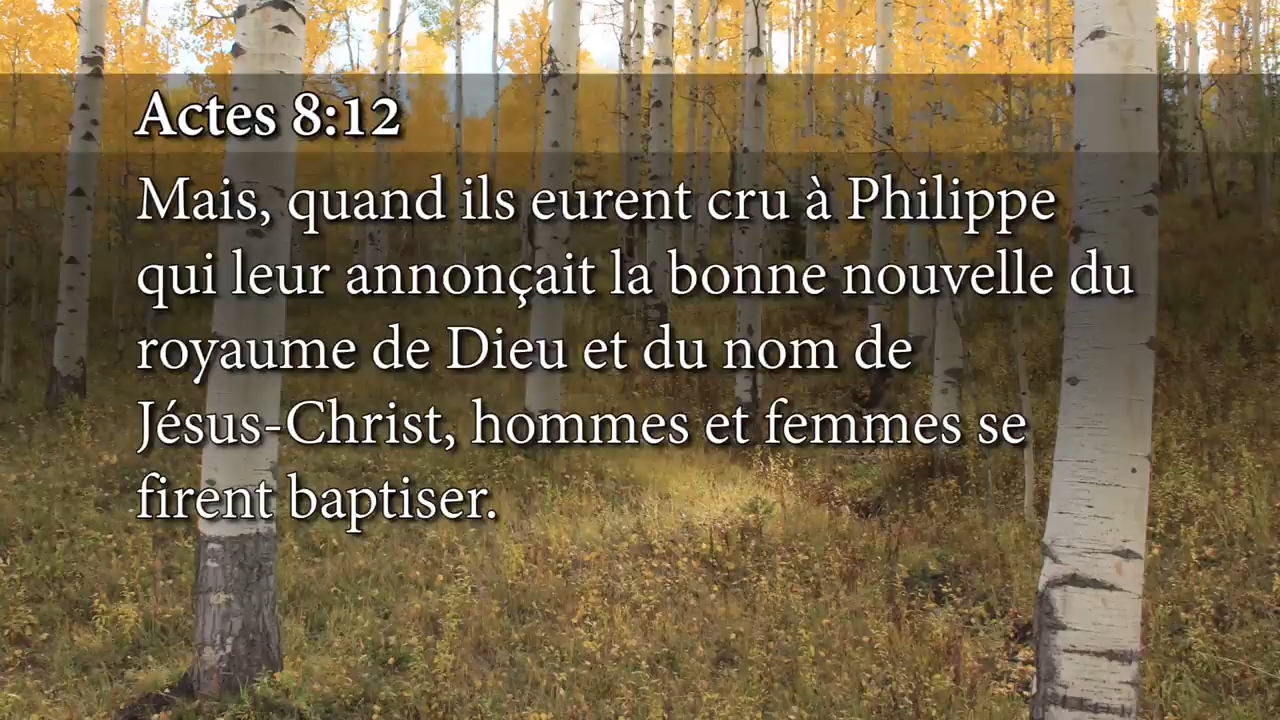 Actes 8:12
Mais, quand ils eurent cru à Philippe
qui leur annonçait la bonne nouvelle du
royaume de Dieu et du nom de
Jésus-Christ, hommes et femmes se
firent baptiser.